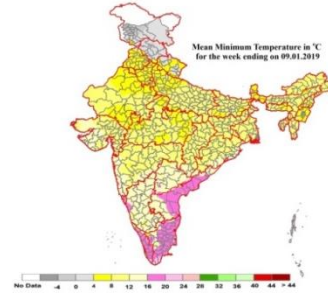 Mean Minimum Temperature in °C
for the week ending on 09.01.2019
No Data -4 0 4 8 12 16 20 24 28 32 36 40 44 > 44